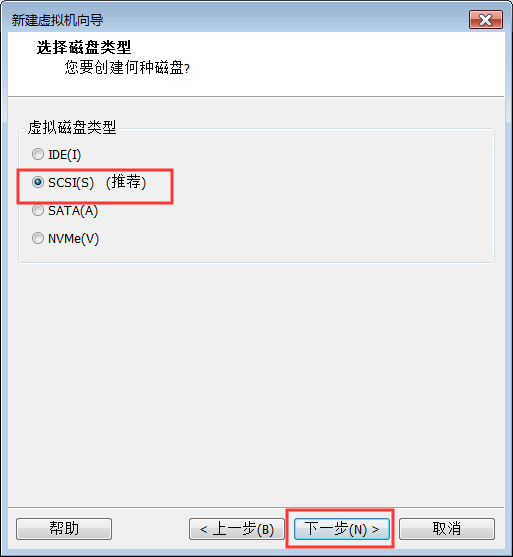 新建虚拟机向导
选择磁盘类型
您要创建何种磁盘?
虚拟磁盘类型
IDE(I)
SCSI(S) (推荐)
SATA(A)
NVMe(V)
帮助 < 上一步(B) 下一步(N) > 取消